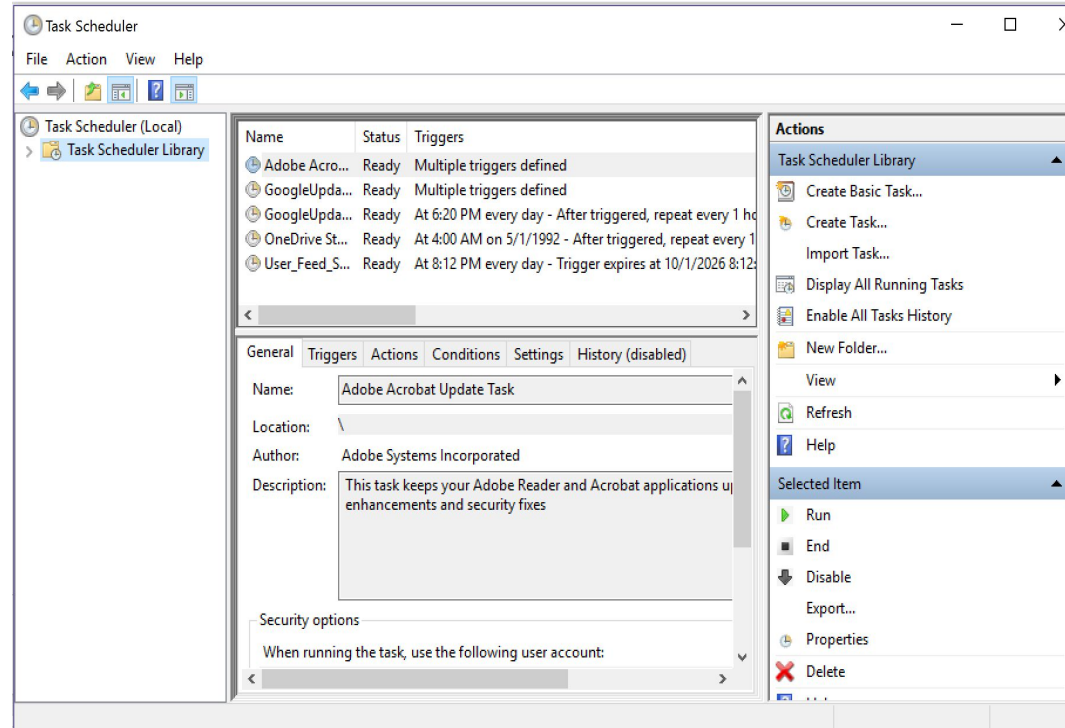 Task Scheduler
File Action View Help
Task Scheduler (Local)
Task Scheduler Library
Name Status Triggers
Adobe Acro... Ready Multiple triggers defined
GoogleUpda... Ready Multiple triggers defined
GoogleUpda... Ready At 6:20 PM every day - After triggered, repeat every 1
OneDrive St... Ready At 4:00 AM on 5/1/1992 - After triggered, repeat every 1
User_Feed_S... Ready At 8:12 PM every day - Trigger expires at 10/1/2026 8:12:
General Triggers Actions Conditions Settings History (disabled)
Name: Adobe Acrobat Update Task
Location: \
Author: Adobe Systems Incorporated
Description: This task keeps your Adobe Reader and Acrobat applications
enhancements and security fixes
Security options
When running the task, use the following user account:
Actions
Task Scheduler Library
Create Basic Task...
Create Task...
Import Task...
Display All Running Tasks
Enable All Tasks History
New Folder...
View
Refresh
Help
Selected Item
Run
End
Disable
Export...
Properties
Delete